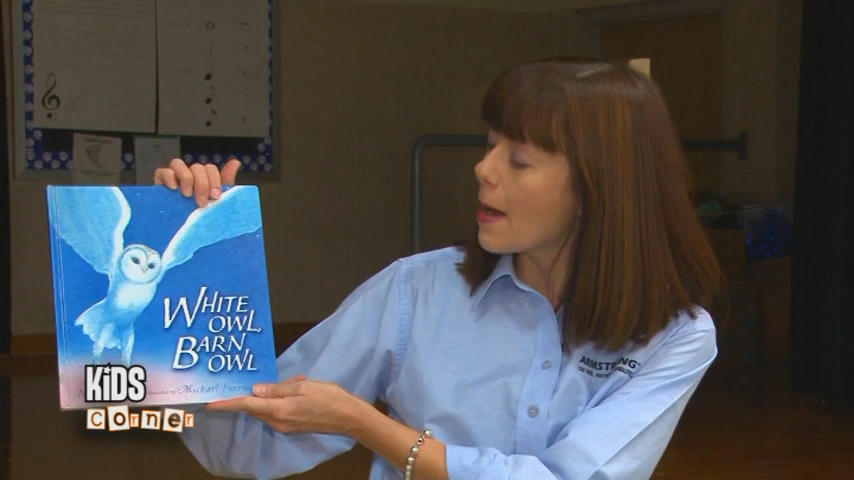 WHITE
OWL,
BARN
OWL
Michael
KiDS
Corner
ARMSTRONG